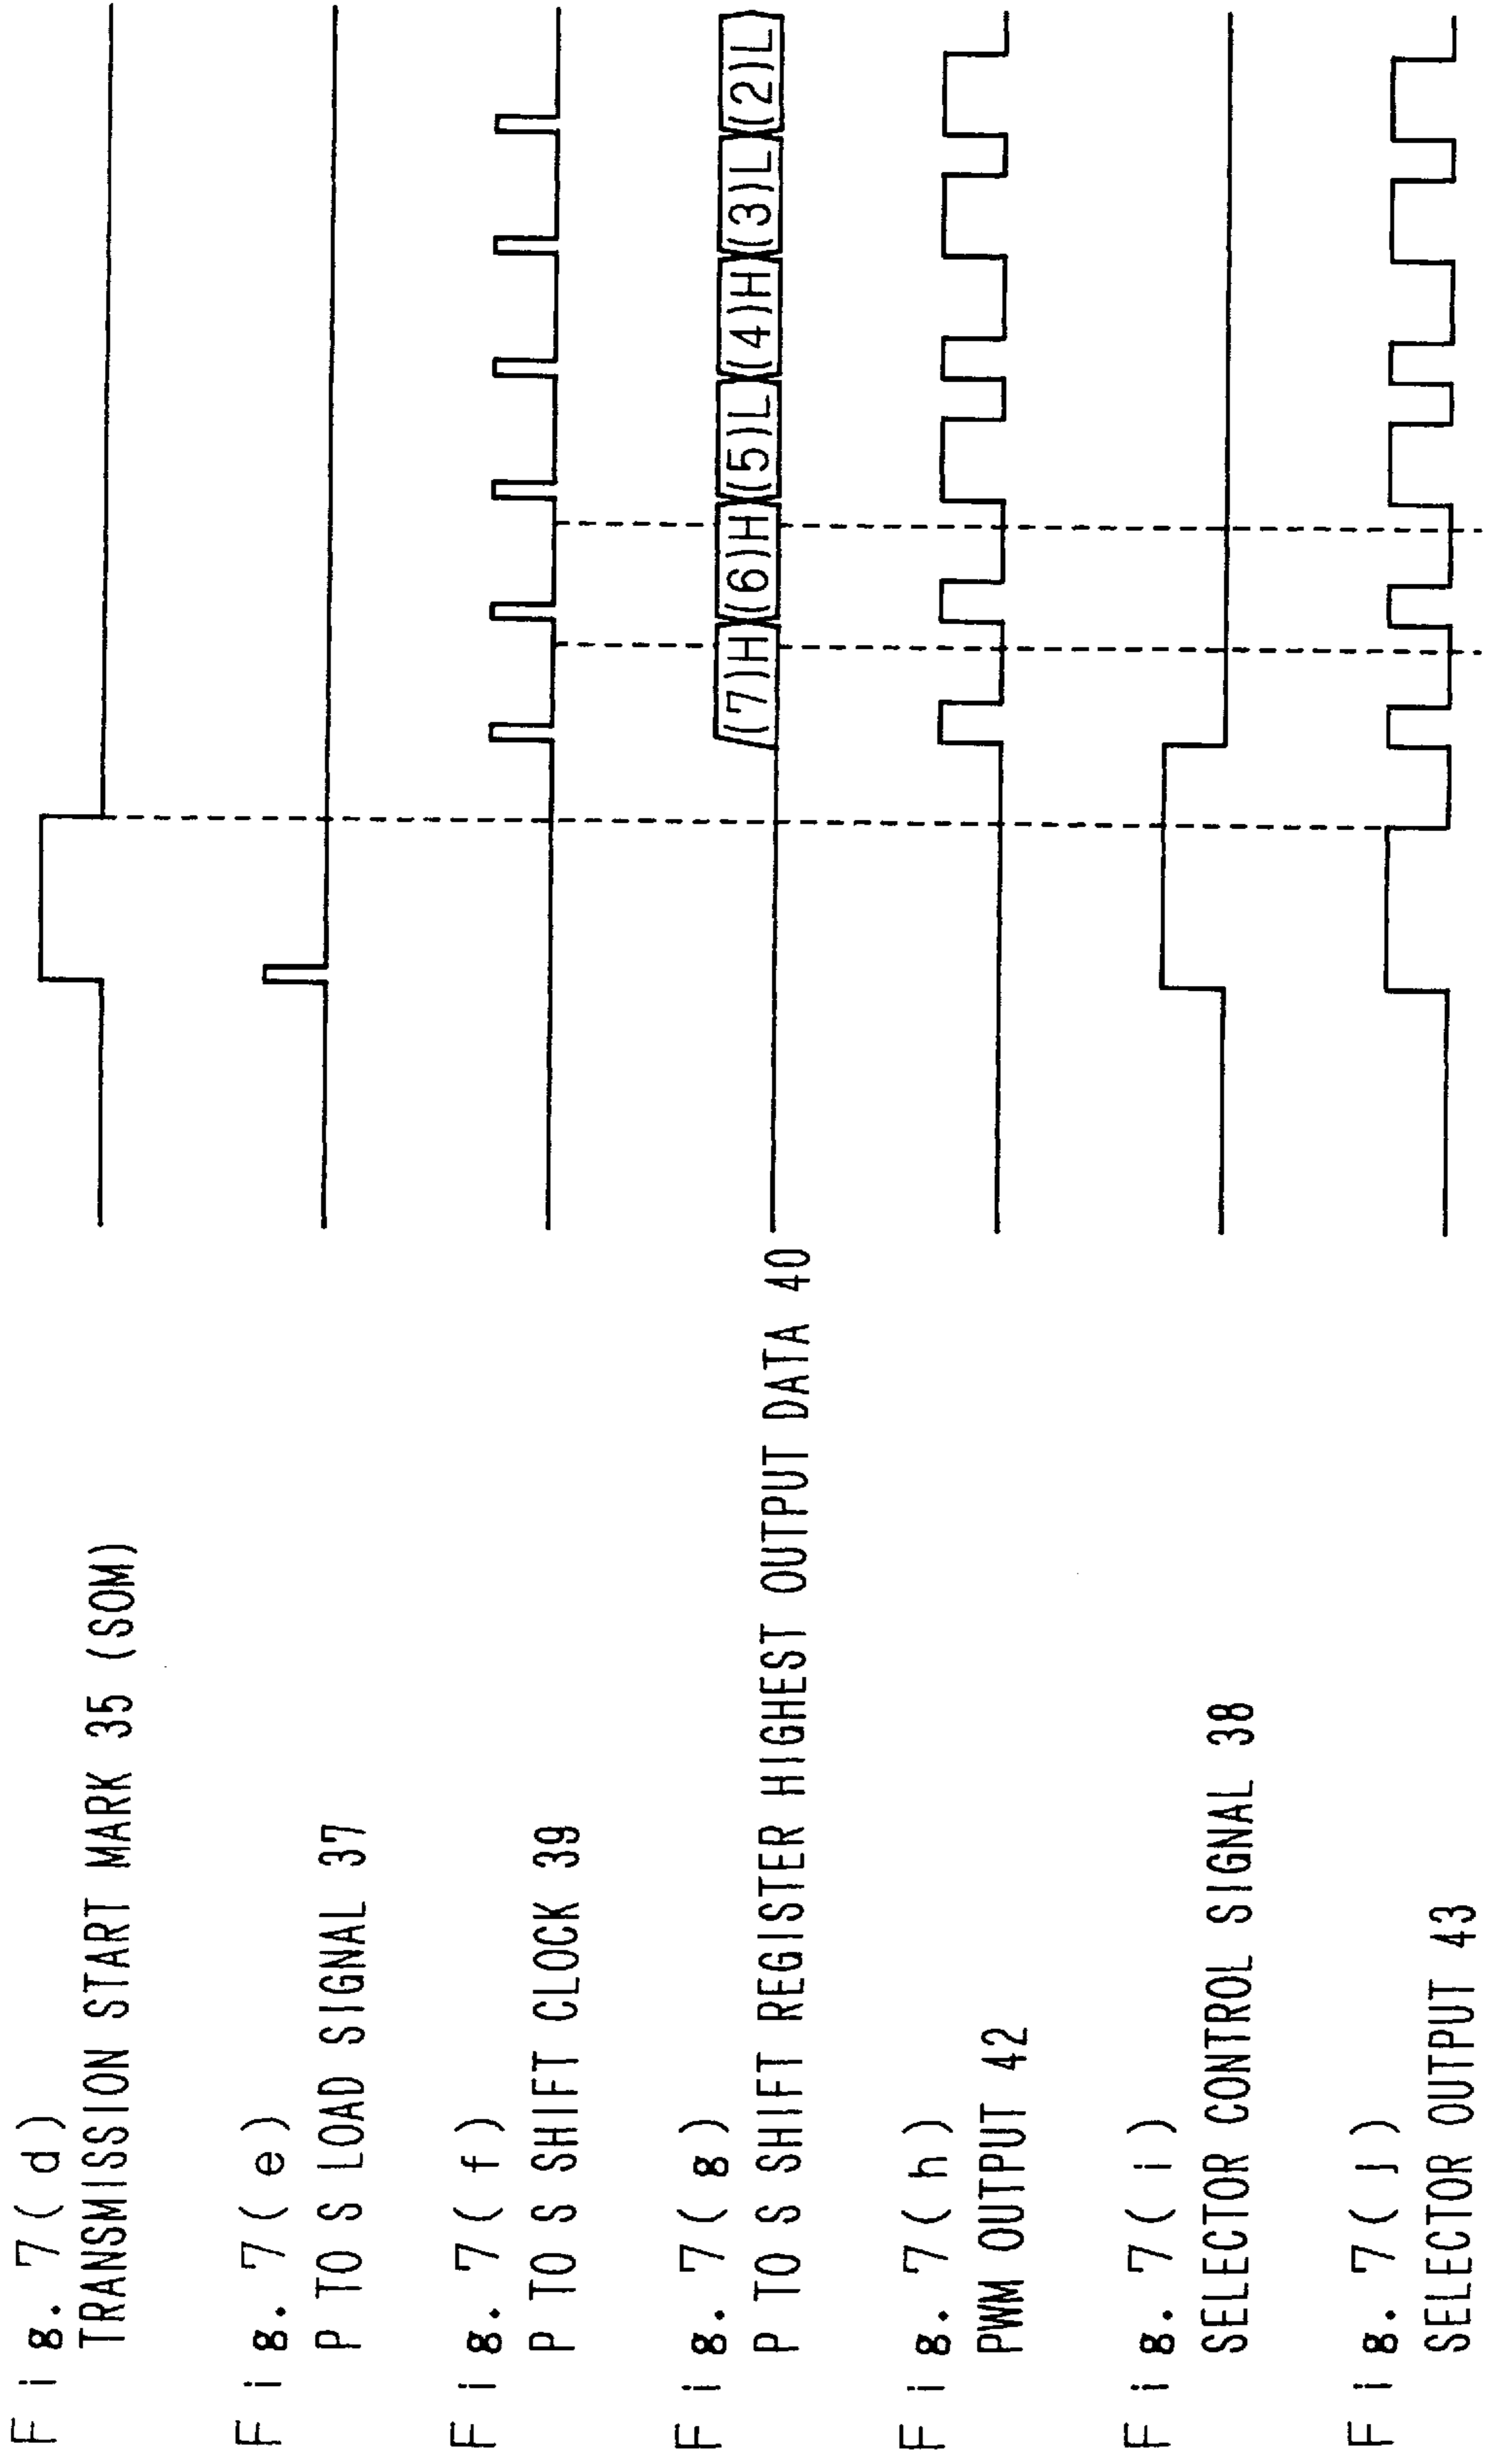 Fig. 7(d)
TRANSMISSION START MARK 35 (SOM)
Fig. 7(e)
P TO S LOAD SIGNAL 37
Fig. 7(f)
P TO S SHIFT CLOCK 39
Fig. 7(g)
P TO S SHIFT REGISTER HIGHEST OUTPUT DATA 40
(7)H (6)H (5)L (4)H (3)L (2)L
Fig. 7(h)
PWM OUTPUT 42
Fig. 7(i)
SELECTOR CONTROL SIGNAL 38
Fig. 7(j)
SELECTOR OUTPUT 43